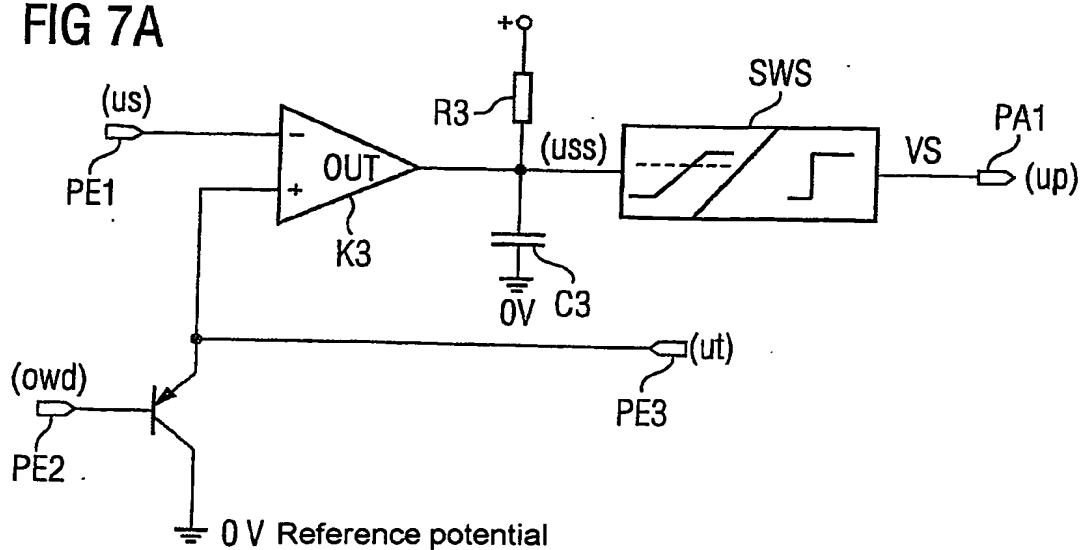 FIG 7A
+
SWS
(us)
R3
PA1
−
OUT
(uss)
VS
(up)
PE1
+
K3
0V
C3
(ut)
(owd)
PE3
PE2
0 V Reference potential